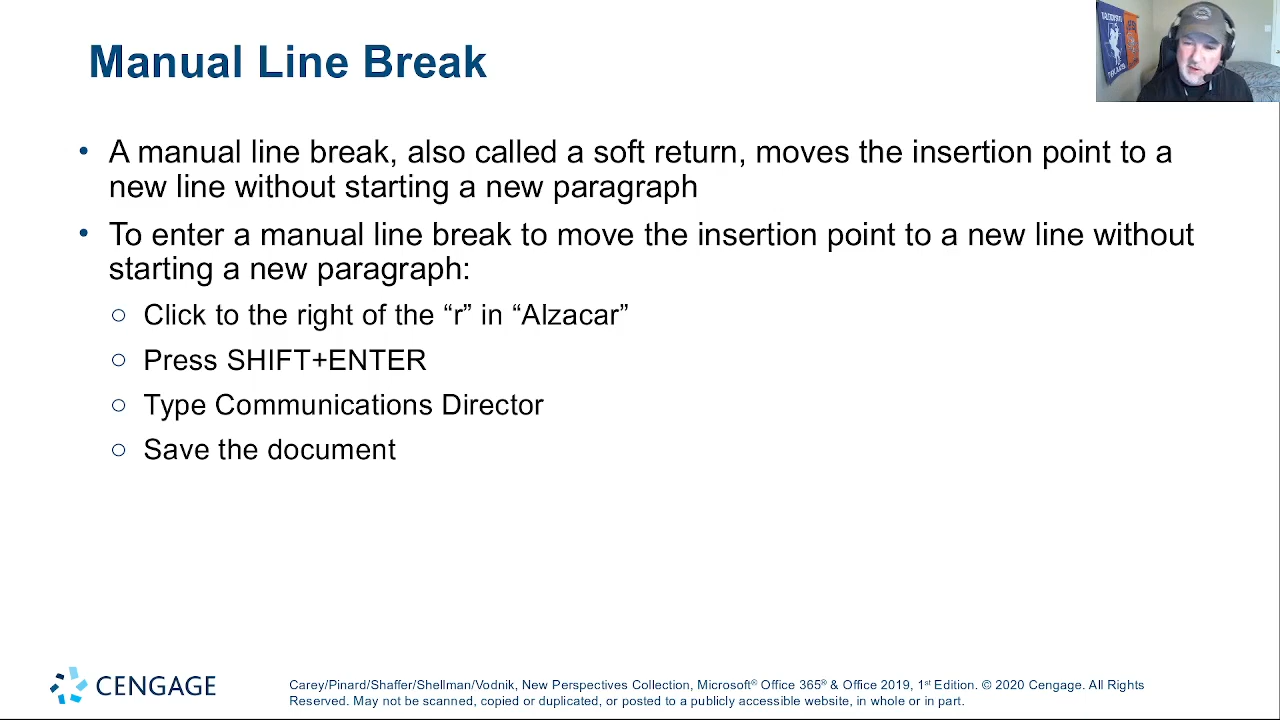 Manual Line Break
• A manual line break, also called a soft return, moves the insertion point to a
new line without starting a new paragraph
• To enter a manual line break to move the insertion point to a new line without
starting a new paragraph:
○ Click to the right of the “r” in “Alzacar”
○ Press SHIFT+ENTER
○ Type Communications Director
○ Save the document
CENGAGE
Carey/Pinard/Shaffer/Shellman/Vodnik, New Perspectives Collection, Microsoft® Office 365® & Office 2019, 1st Edition. © 2020 Cengage. All Rights
Reserved. May not be scanned, copied or duplicated, or posted to a publicly accessible website, in whole or in part.